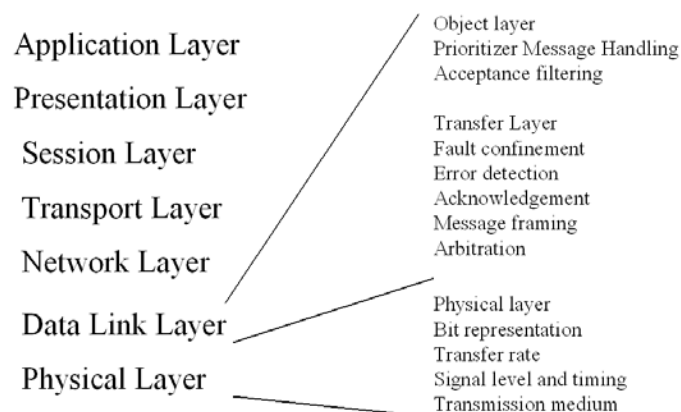 Application Layer
Presentation Layer
Session Layer
Transport Layer
Network Layer
Data Link Layer
Physical Layer
Object layer
Prioritizer Message Handling
Acceptance filtering
Transfer Layer
Fault confinement
Error detection
Acknowledgement
Message framing
Arbitration
Physical layer
Bit representation
Transfer rate
Signal level and timing
Transmission medium